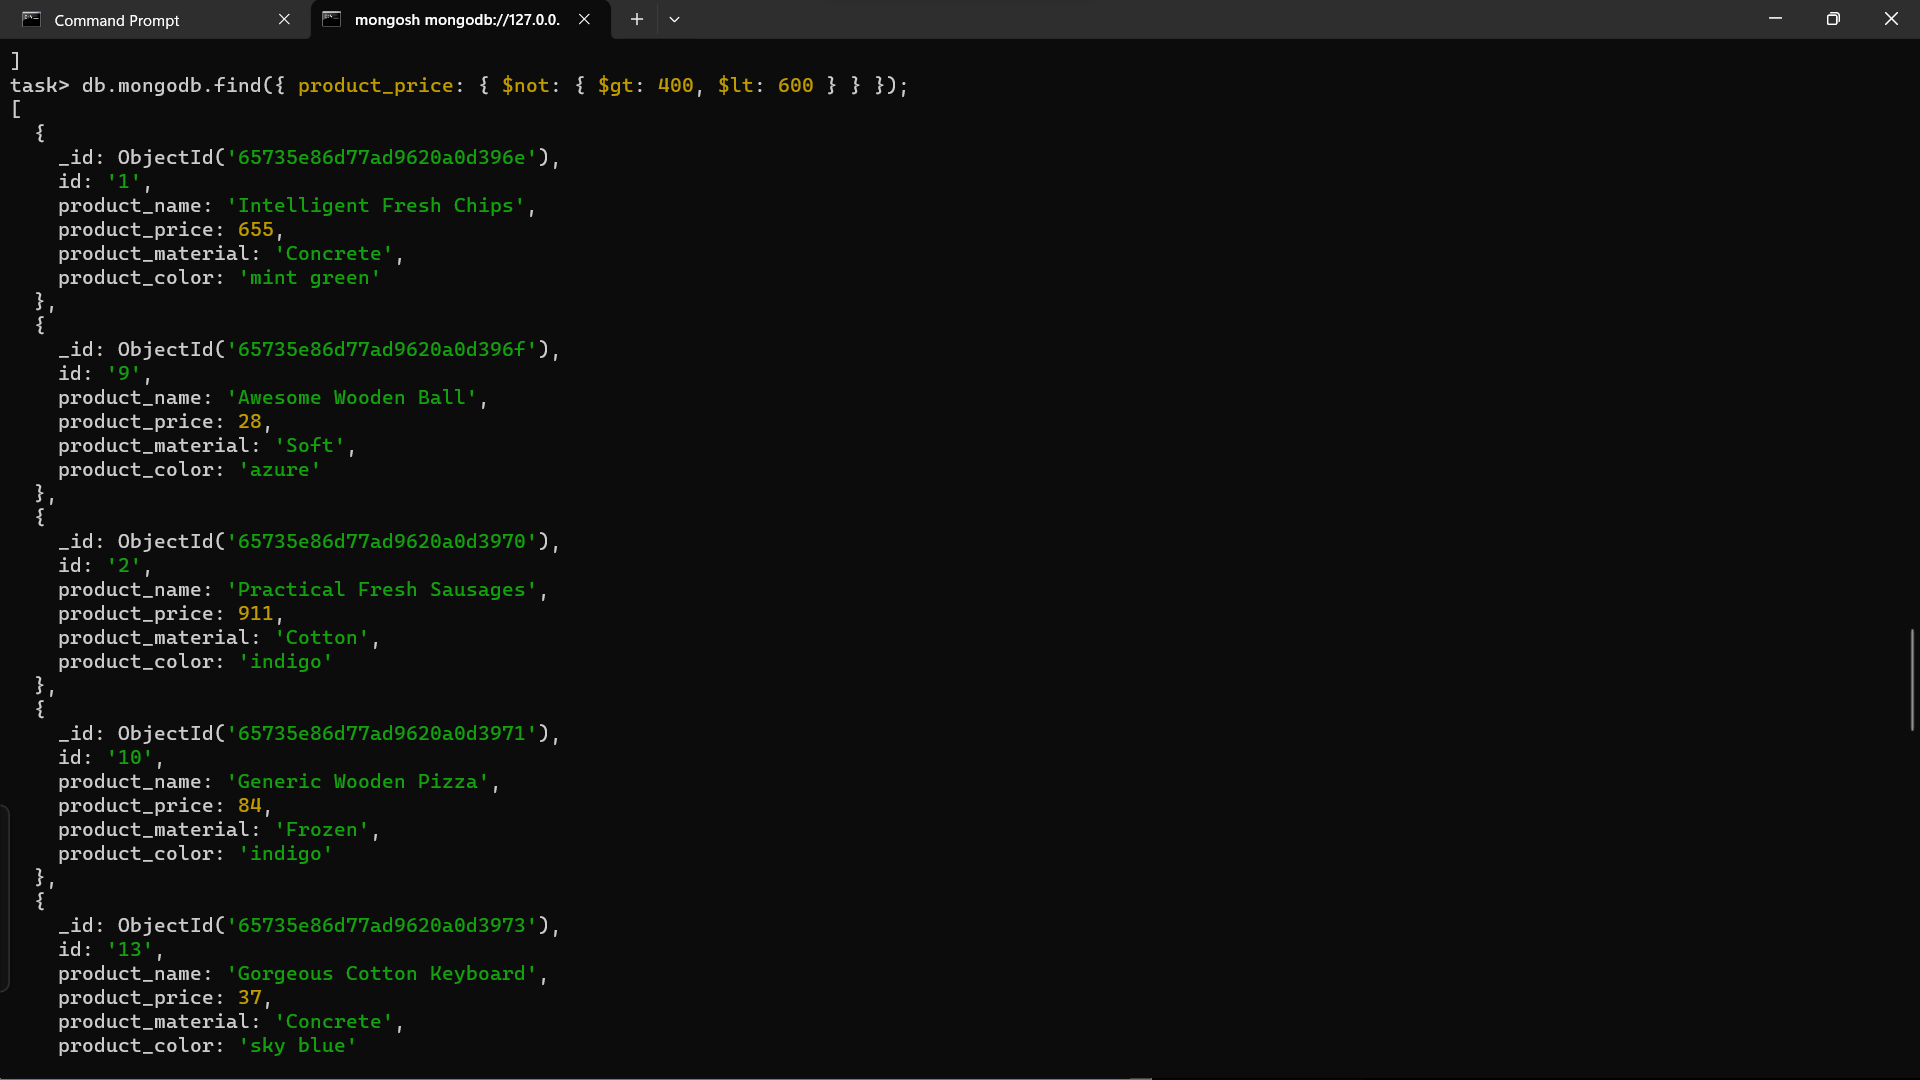 Command Prompt
mongosh mongodb://127.0.0.
]
task> db.mongodb.find({ product_price: { $not: { $gt: 400, $lt: 600 } } });
[
  {
    _id: ObjectId('65735e86d77ad9620a0d396e'),
    id: '1',
    product_name: 'Intelligent Fresh Chips',
    product_price: 655,
    product_material: 'Concrete',
    product_color: 'mint green'
  },
  {
    _id: ObjectId('65735e86d77ad9620a0d396f'),
    id: '9',
    product_name: 'Awesome Wooden Ball',
    product_price: 28,
    product_material: 'Soft',
    product_color: 'azure'
  },
  {
    _id: ObjectId('65735e86d77ad9620a0d3970'),
    id: '2',
    product_name: 'Practical Fresh Sausages',
    product_price: 911,
    product_material: 'Cotton',
    product_color: 'indigo'
  },
  {
    _id: ObjectId('65735e86d77ad9620a0d3971'),
    id: '10',
    product_name: 'Generic Wooden Pizza',
    product_price: 84,
    product_material: 'Frozen',
    product_color: 'indigo'
  },
  {
    _id: ObjectId('65735e86d77ad9620a0d3973'),
    id: '13',
    product_name: 'Gorgeous Cotton Keyboard',
    product_price: 37,
    product_material: 'Concrete',
    product_color: 'sky blue'